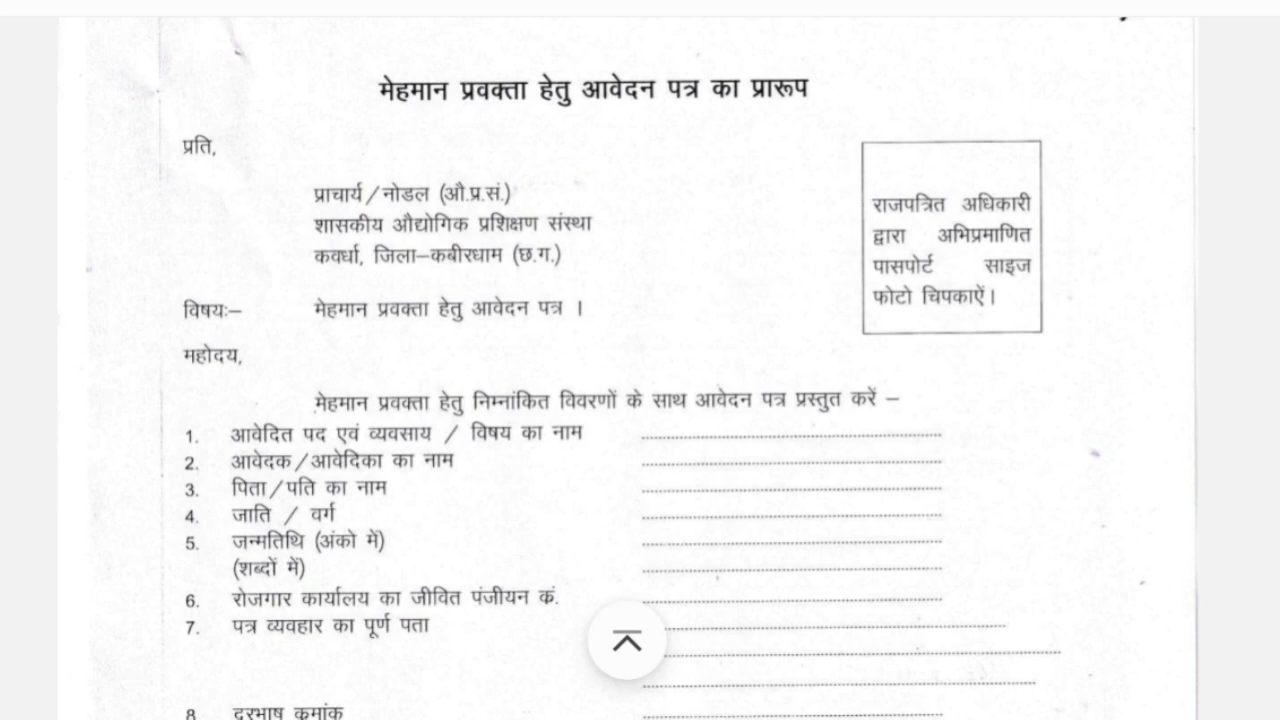 मेहमान प्रवक्ता हेतु आवेदन पत्र का प्रारूप
प्रति,
प्राचार्य/नोडल (औ.प्र.सं.)
शासकीय औद्योगिक प्रशिक्षण संस्था
कवर्धा, जिला–कबीरधाम (छ.ग.)
राजपत्रित अधिकारी
द्वारा अभिप्रमाणित
पासपोर्ट साइज
फोटो चिपकाऐं।
विषयः– मेहमान प्रवक्ता हेतु आवेदन पत्र ।
महोदय,
मेहमान प्रवक्ता हेतु निम्नांकित विवरणों के साथ आवेदन पत्र प्रस्तुत करें –
1. आवेदित पद एवं व्यवसाय / विषय का नाम
2. आवेदक/आवेदिका का नाम
3. पिता/पति का नाम
4. जाति / वर्ग
5. जन्मतिथि (अंको में)
(शब्दों में)
6. रोजगार कार्यालय का जीवित पंजीयन कं.
7. पत्र व्यवहार का पूर्ण पता
8. दूरभाष कमांक